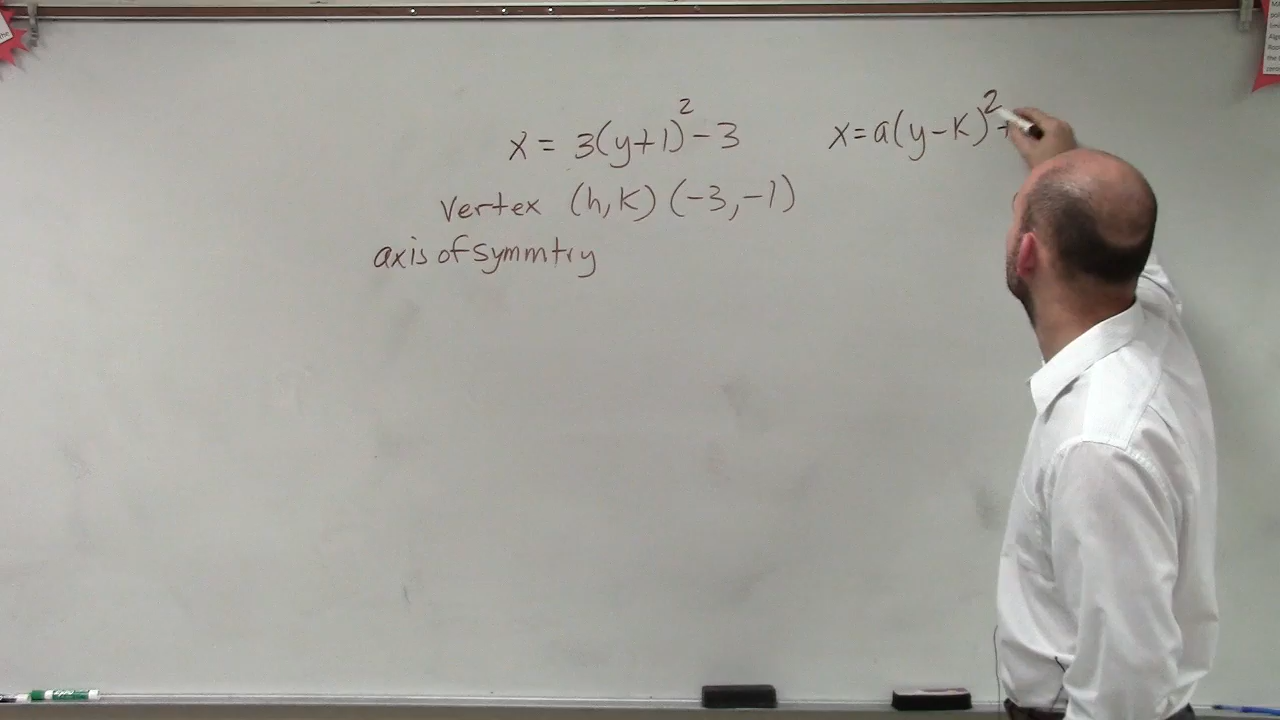 x = 3(y+1)² - 3
x = a(y-k)² +
vertex (h, k) (-3, -1)
axis of symmtry